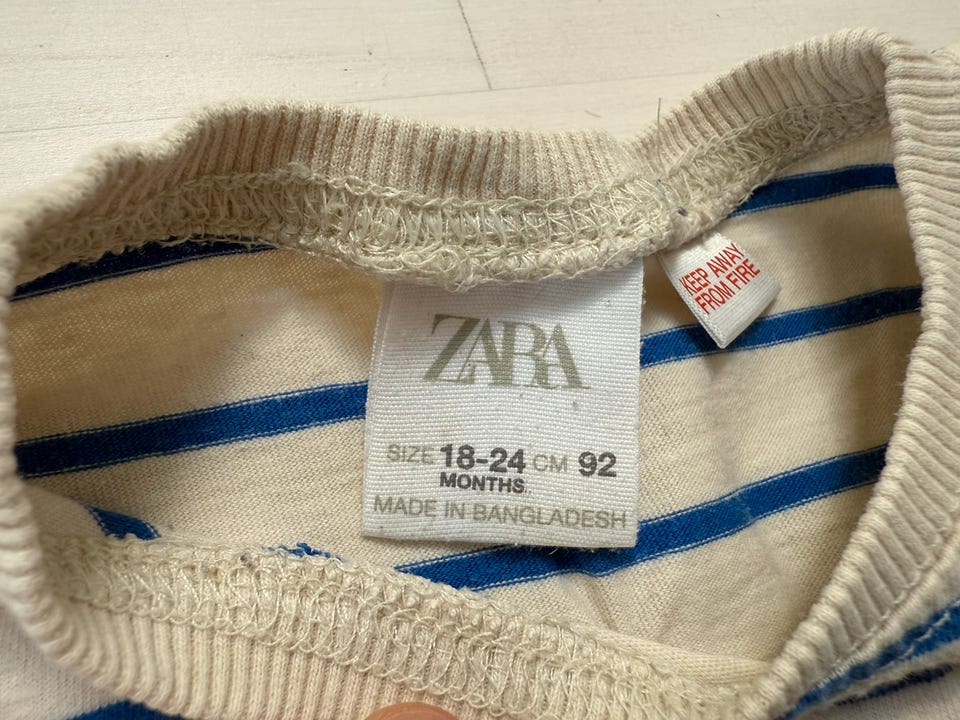 ZARA
SIZE 18-24 CM 92
MONTHS
MADE IN BANGLADESH
KEEP AWAY
FROM FIRE